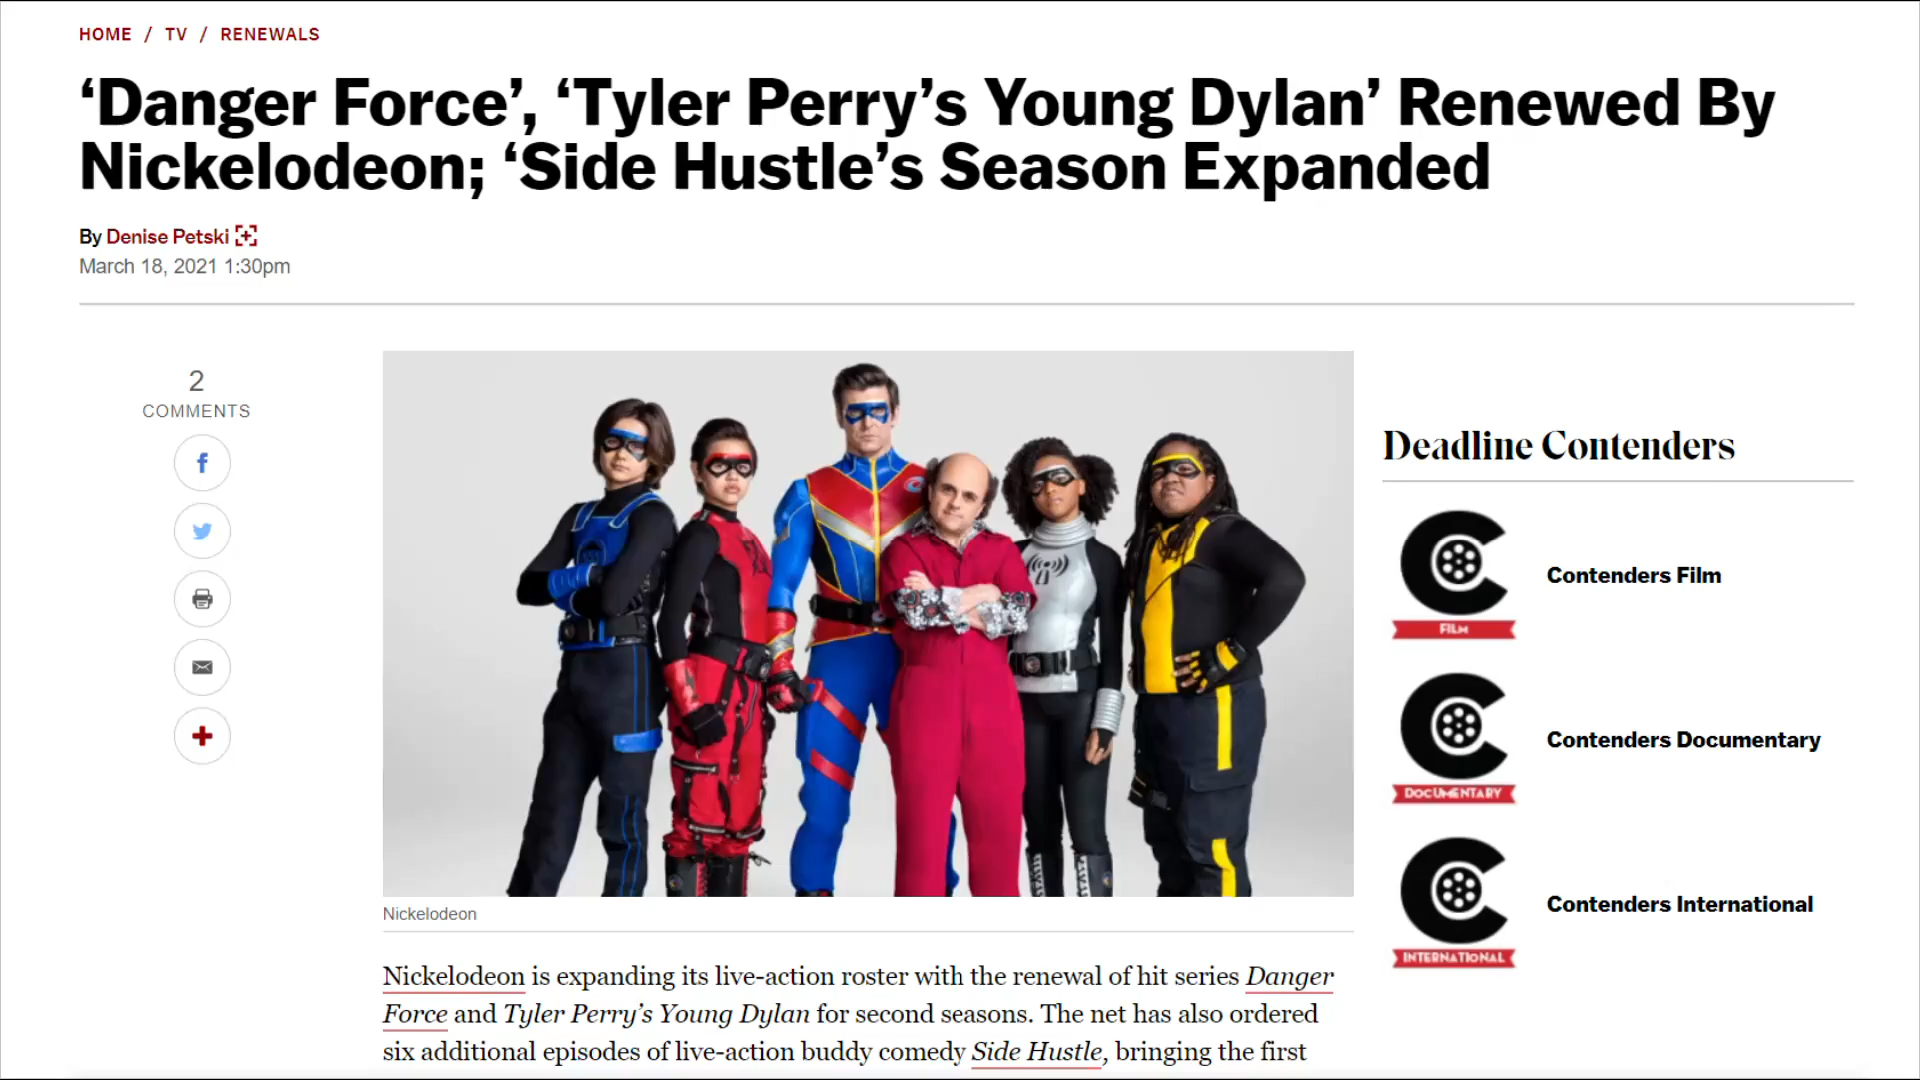 HOME / TV / RENEWALS
‘Danger Force’, ‘Tyler Perry’s Young Dylan’ Renewed By
Nickelodeon; ‘Side Hustle’s Season Expanded
By Denise Petski [+]
March 18, 2021 1:30pm
2
COMMENTS
Nickelodeon
Nickelodeon is expanding its live-action roster with the renewal of hit series Danger
Force and Tyler Perry’s Young Dylan for second seasons. The net has also ordered
six additional episodes of live-action buddy comedy Side Hustle, bringing the first
Deadline Contenders
FILM
Contenders Film
DOCUMENTARY
Contenders Documentary
INTERNATIONAL
Contenders International